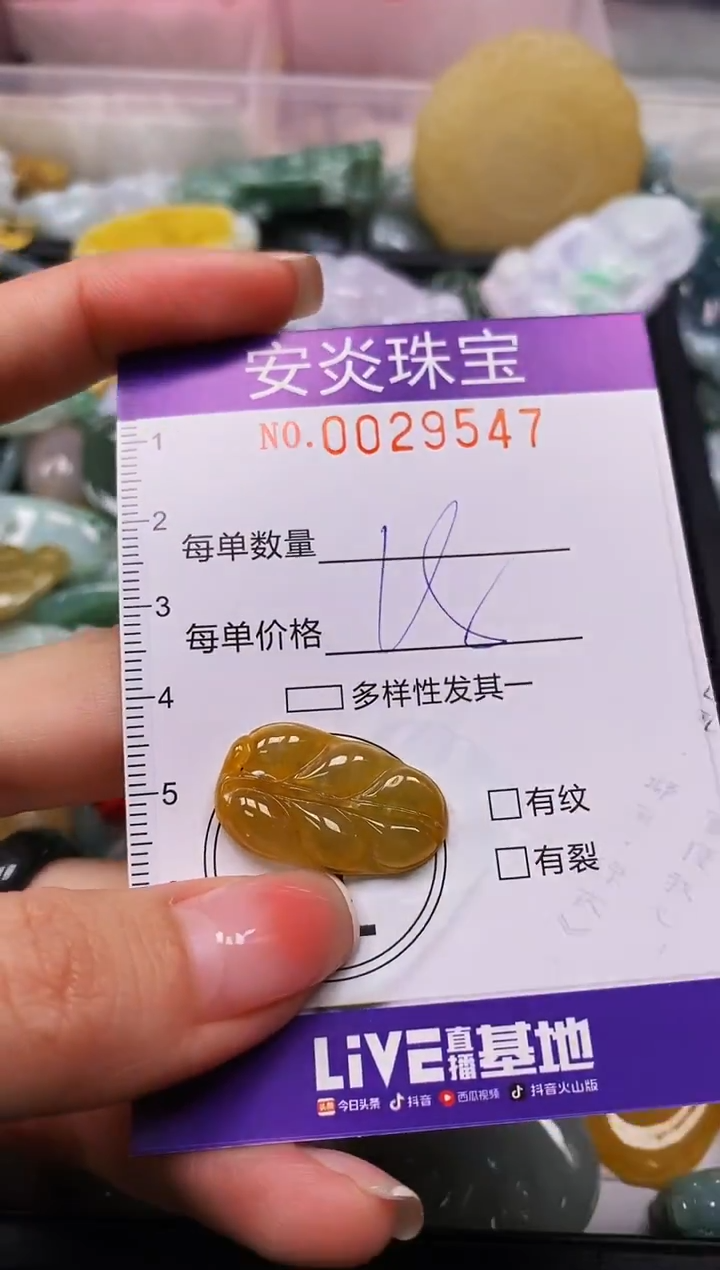 安炎珠宝
NO.0029547
1
2
每单数量
3
每单价格
4
多样性发其一
5
有纹
有裂
LiVE直播基地
头条 今日头条 抖音 西瓜视频 抖音火山版